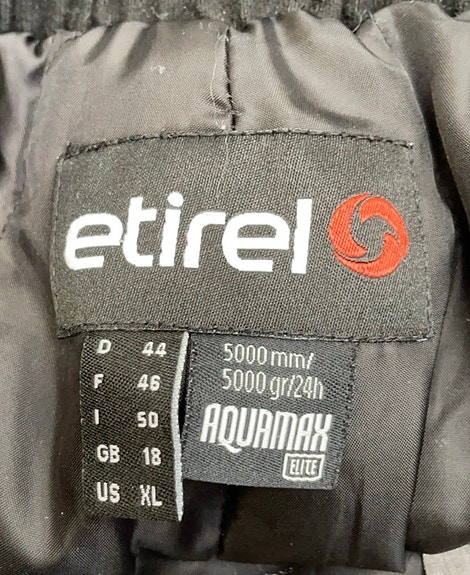 etirel
D 44
F 46
I 50
GB 18
US XL
5000 mm/
5000 gr/24h
AQUAMAX
ELITE